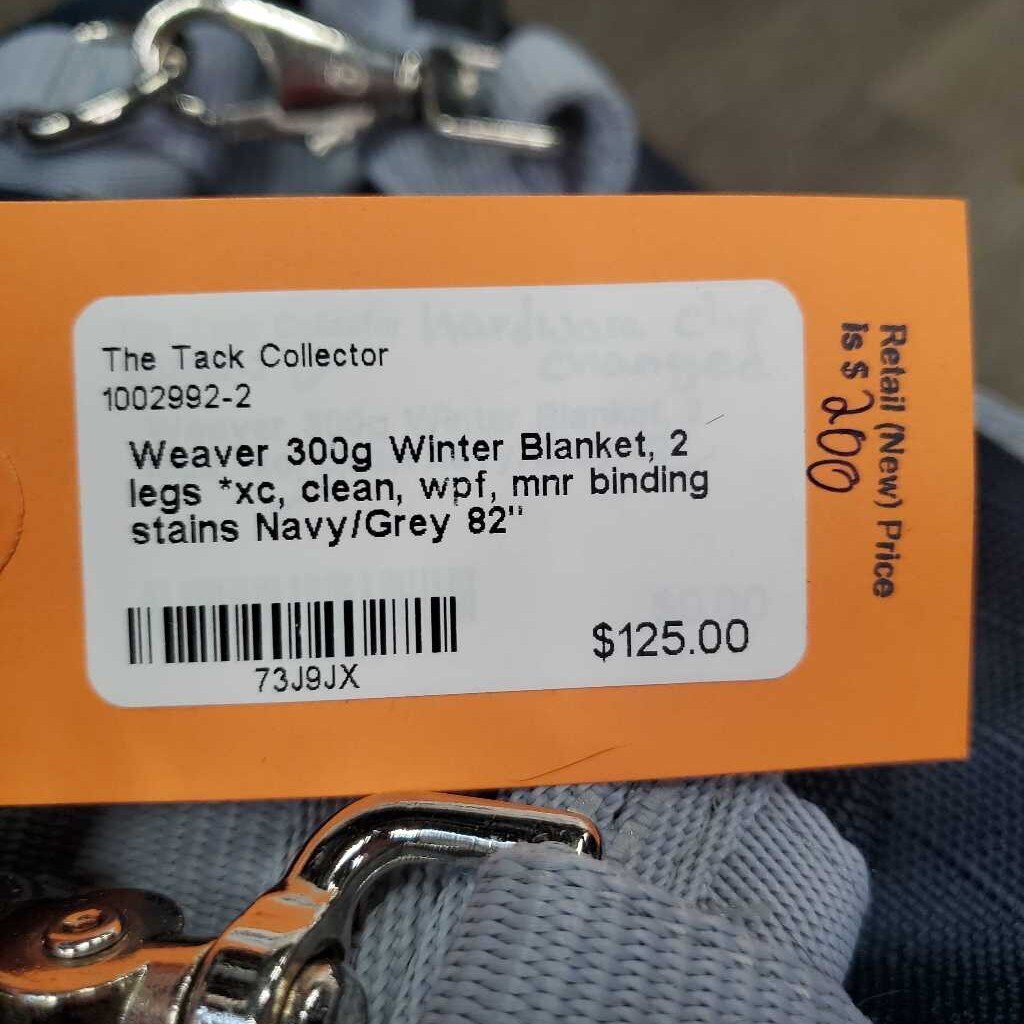 The Tack Collector
1002992-2
Weaver 300g Winter Blanket, 2
legs *xc, clean, wpf, mnr binding
stains Navy/Grey 82"
73J9JX
$125.00
Retail (New) Price
is $ 200